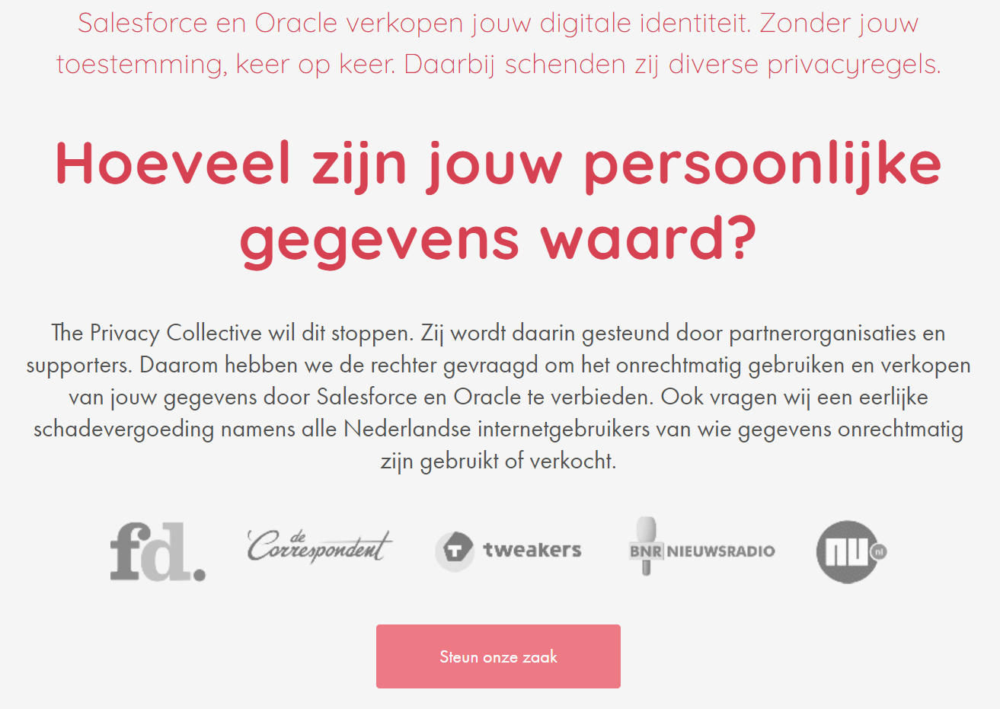 Salesforce en Oracle verkopen jouw digitale identiteit. Zonder jouw
toestemming, keer op keer. Daarbij schenden zij diverse privacyregels.
Hoeveel zijn jouw persoonlijke
gegevens waard?
The Privacy Collective wil dit stoppen. Zij wordt daarin gesteund door partnerorganisaties en
supporters. Daarom hebben we de rechter gevraagd om het onrechtmatig gebruiken en verkopen
van jouw gegevens door Salesforce en Oracle te verbieden. Ook vragen wij een eerlijke
schadevergoeding namens alle Nederlandse internetgebruikers van wie gegevens onrechtmatig
zijn gebruikt of verkocht.
fd.
de Correspondent
tweakers
BNR NIEUWSRADIO
nu nl
Steun onze zaak